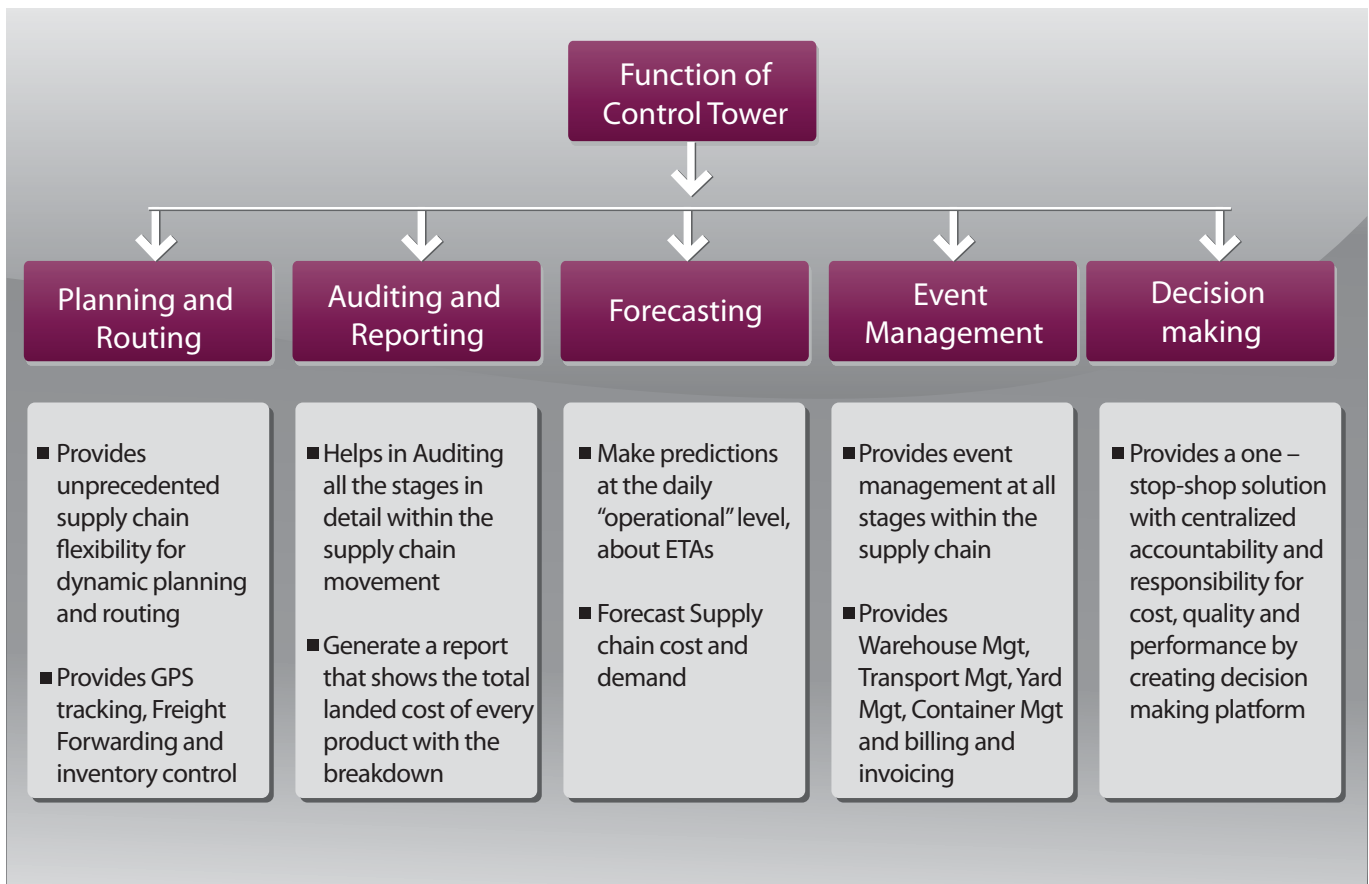 Function of
Control Tower
Planning and
Routing
Auditing and
Reporting
Forecasting
Event
Management
Decision
making
■ Provides
unprecedented
supply chain
flexibility for
dynamic planning
and routing
■ Provides GPS
tracking, Freight
Forwarding and
inventory control
■ Helps in Auditing
all the stages in
detail within the
supply chain
movement
■ Generate a report
that shows the total
landed cost of every
product with the
breakdown
■ Make predictions
at the daily
“operational” level,
about ETAs
■ Forecast Supply
chain cost and
demand
■ Provides event
management at all
stages within the
supply chain
■ Provides
Warehouse Mgt,
Transport Mgt, Yard
Mgt, Container Mgt
and billing and
invoicing
■ Provides a one –
stop-shop solution
with centralized
accountability and
responsibility for
cost, quality and
performance by
creating decision
making platform